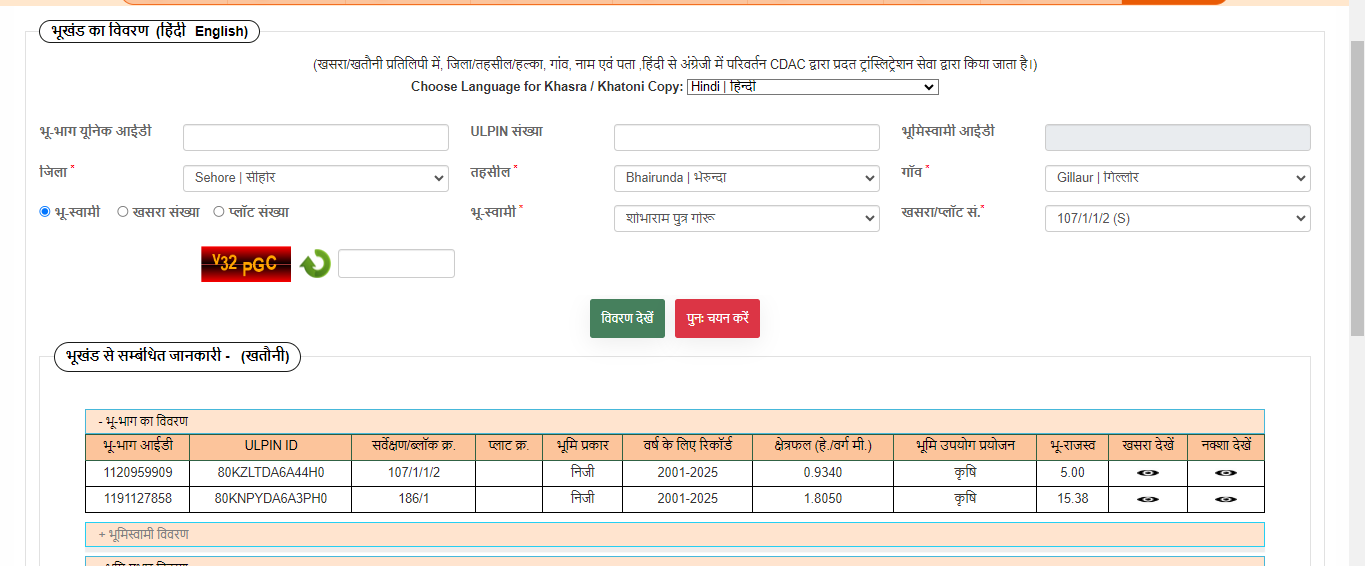 भूखंड का विवरण (हिंदी English)
(खसरा/खतौनी प्रतिलिपी में, जिला/तहसील/हल्का, गांव, नाम एवं पता ,हिंदी से अंग्रेजी में परिवर्तन CDAC द्वारा प्रदत ट्रांस्लिट्रेशन सेवा द्वारा किया जाता है।)
Choose Language for Khasra / Khatoni Copy: Hindi | हिन्दी
भू-भाग यूनिक आईडी ULPIN संख्या भूमिस्वामी आईडी
जिला * Sehore | सीहोर तहसील * Bhairunda | भेरुन्दा गाँव * Gillaur | गिल्लौर
भू-स्वामी खसरा संख्या प्लॉट संख्या भू-स्वामी * शोभाराम पुत्र गोरू खसरा/प्लॉट सं.* 107/1/1/2 (S)
V32 pGC
विवरण देखें पुनः चयन करें
भूखंड से सम्बंधित जानकारी - (खतौनी)
- भू-भाग का विवरण
भू-भाग आईडी ULPIN ID सर्वेक्षण/ब्लॉक क्र. प्लाट क्र. भूमि प्रकार वर्ष के लिए रिकॉर्ड क्षेत्रफल (हे./वर्ग मी.) भूमि उपयोग प्रयोजन भू-राजस्व खसरा देखें नक्शा देखें
1120959909 80KZLTDA6A44H0 107/1/1/2 निजी 2001-2025 0.9340 कृषि 5.00
1191127858 80KNPYDA6A3PH0 186/1 निजी 2001-2025 1.8050 कृषि 15.38
+ भूमिस्वामी विवरण